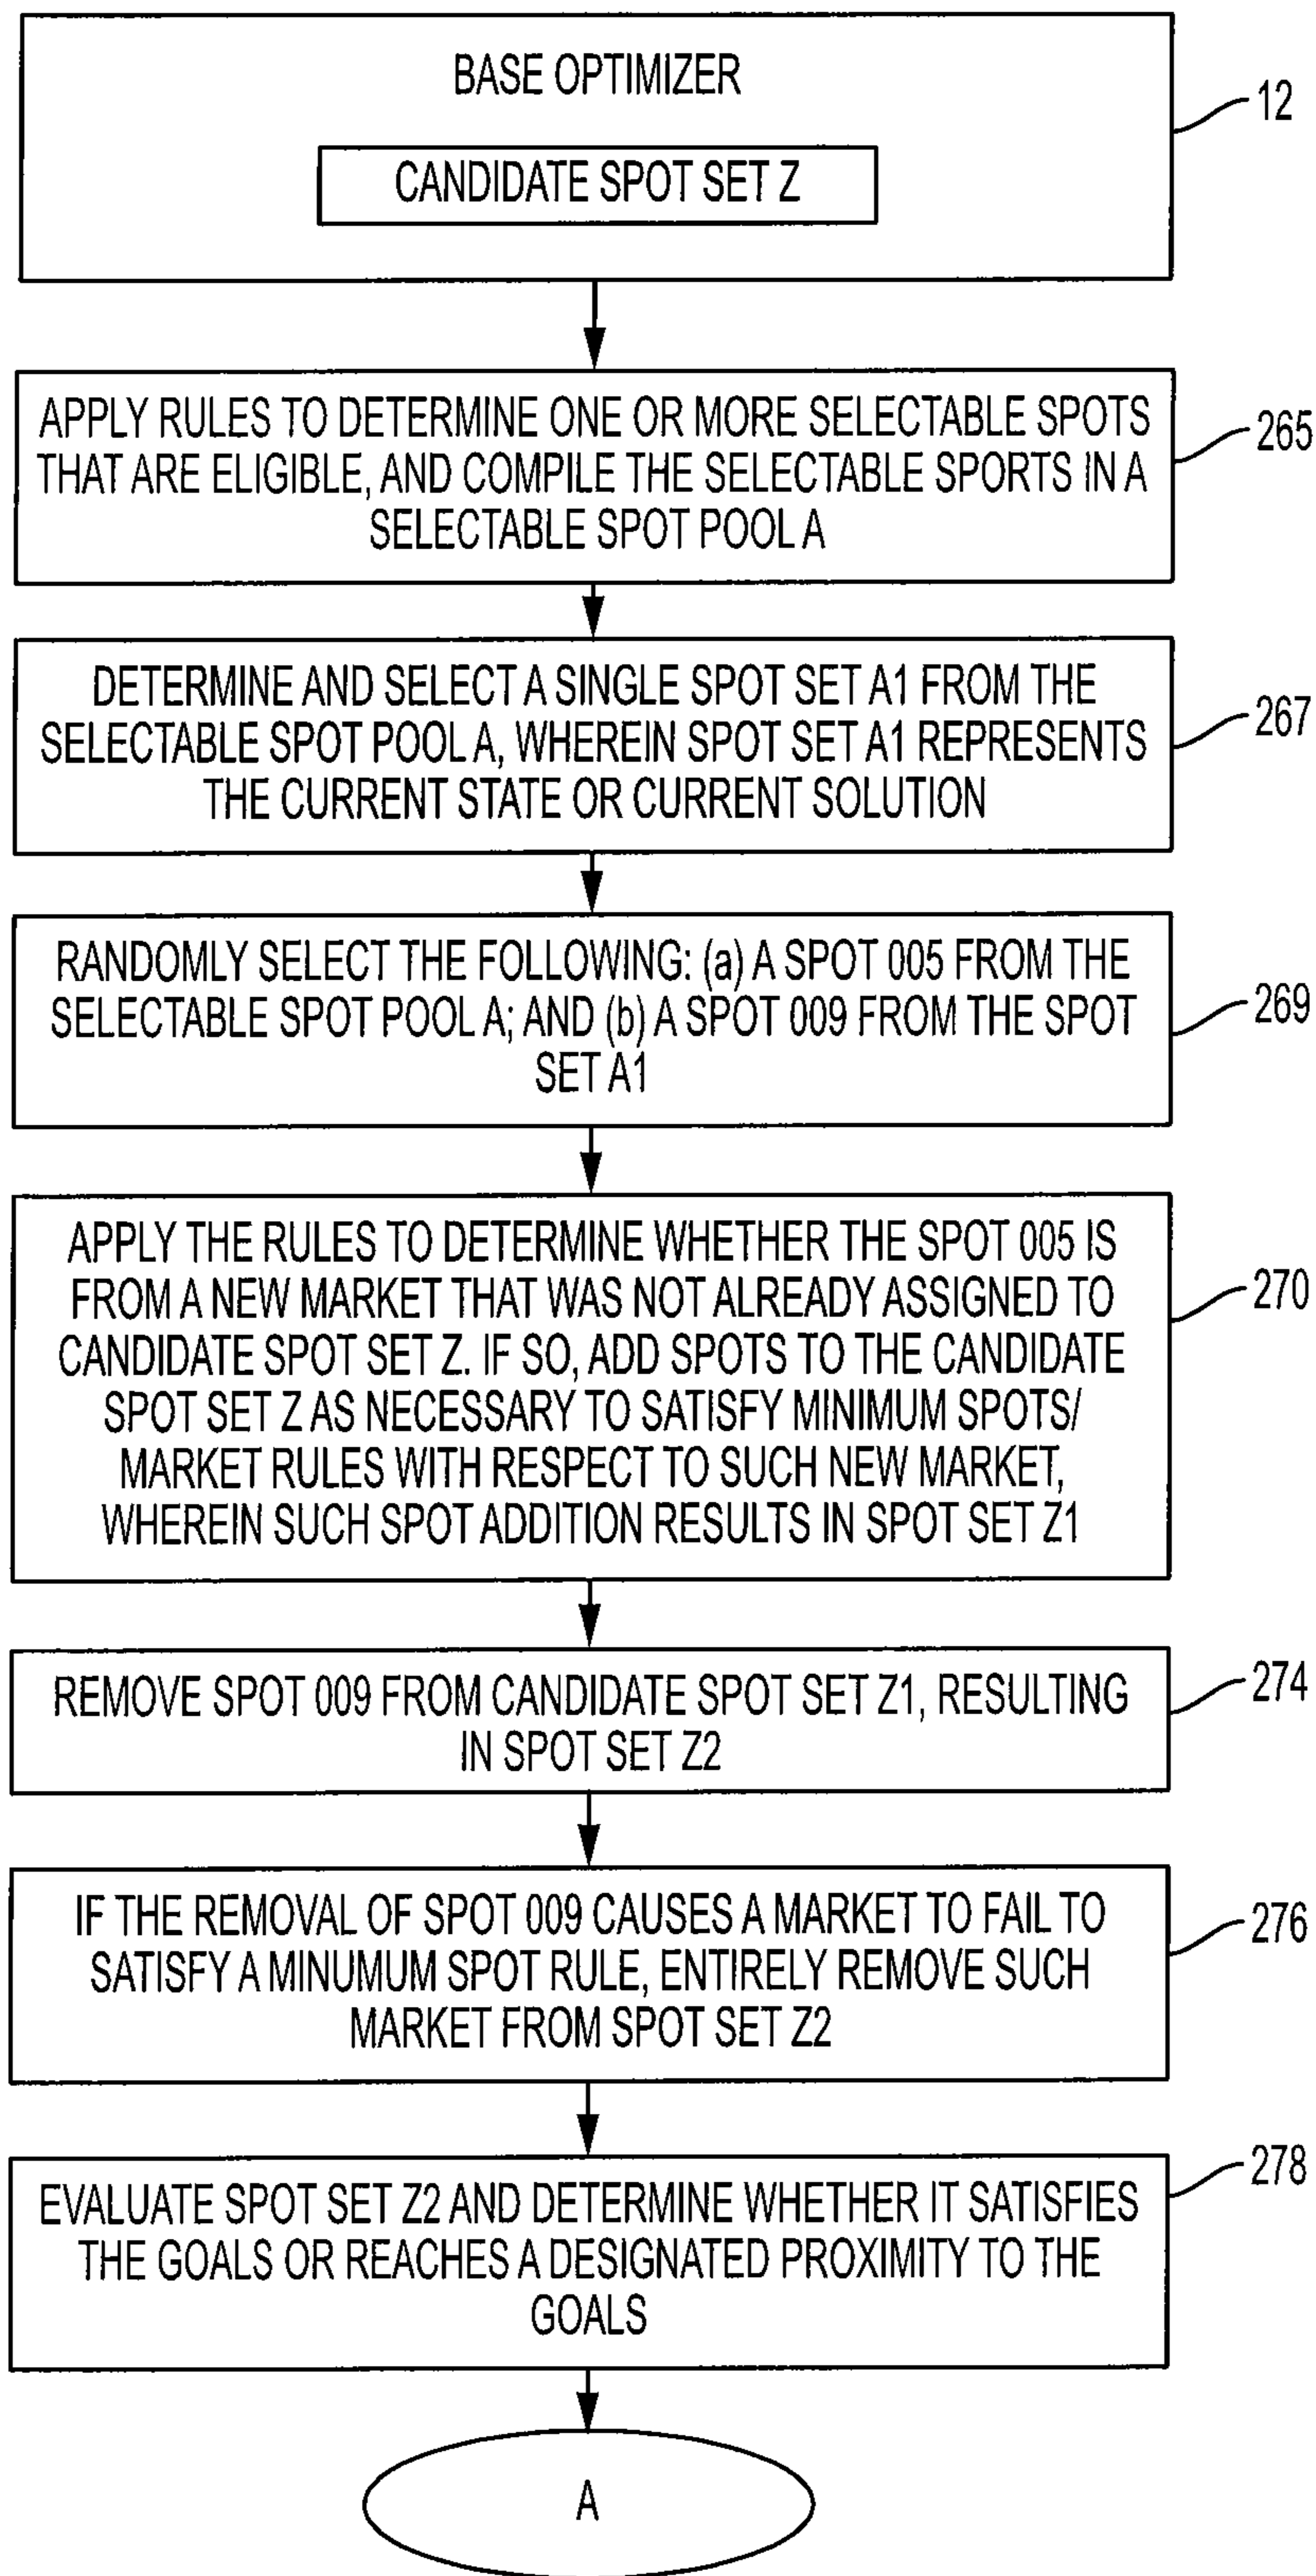 BASE OPTIMIZER
12
CANDIDATE SPOT SET Z
APPLY RULES TO DETERMINE ONE OR MORE SELECTABLE SPOTS
265
THAT ARE ELIGIBLE, AND COMPILE THE SELECTABLE SPORTS IN A
SELECTABLE SPOT POOL A
DETERMINE AND SELECT A SINGLE SPOT SET A1 FROM THE
267
SELECTABLE SPOT POOL A, WHEREIN SPOT SET A1 REPRESENTS
THE CURRENT STATE OR CURRENT SOLUTION
RANDOMLY SELECT THE FOLLOWING: (a) A SPOT 005 FROM THE
269
SELECTABLE SPOT POOL A; AND (b) A SPOT 009 FROM THE SPOT
SET A1
APPLY THE RULES TO DETERMINE WHETHER THE SPOT 005 IS
270
FROM A NEW MARKET THAT WAS NOT ALREADY ASSIGNED TO
CANDIDATE SPOT SET Z. IF SO, ADD SPOTS TO THE CANDIDATE
SPOT SET Z AS NECESSARY TO SATISFY MINIMUM SPOTS/
MARKET RULES WITH RESPECT TO SUCH NEW MARKET,
WHEREIN SUCH SPOT ADDITION RESULTS IN SPOT SET Z1
REMOVE SPOT 009 FROM CANDIDATE SPOT SET Z1, RESULTING
274
IN SPOT SET Z2
IF THE REMOVAL OF SPOT 009 CAUSES A MARKET TO FAIL TO
276
SATISFY A MINUMUM SPOT RULE, ENTIRELY REMOVE SUCH
MARKET FROM SPOT SET Z2
278
EVALUATE SPOT SET Z2 AND DETERMINE WHETHER IT SATISFIES
THE GOALS OR REACHES A DESIGNATED PROXIMITY TO THE
GOALS
A